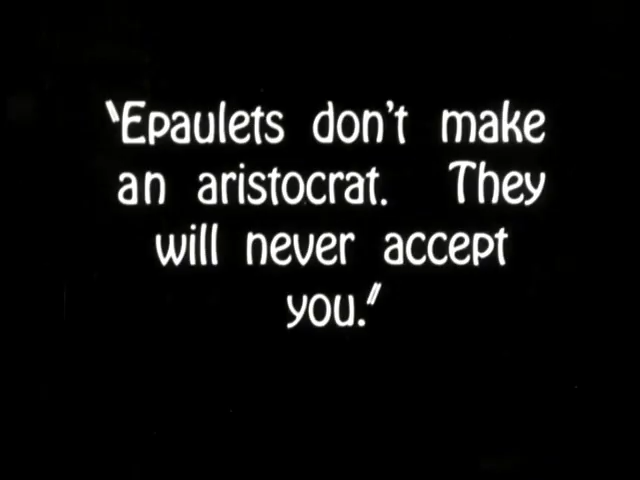 "Epaulets don't make
an aristocrat. They
will never accept
you."